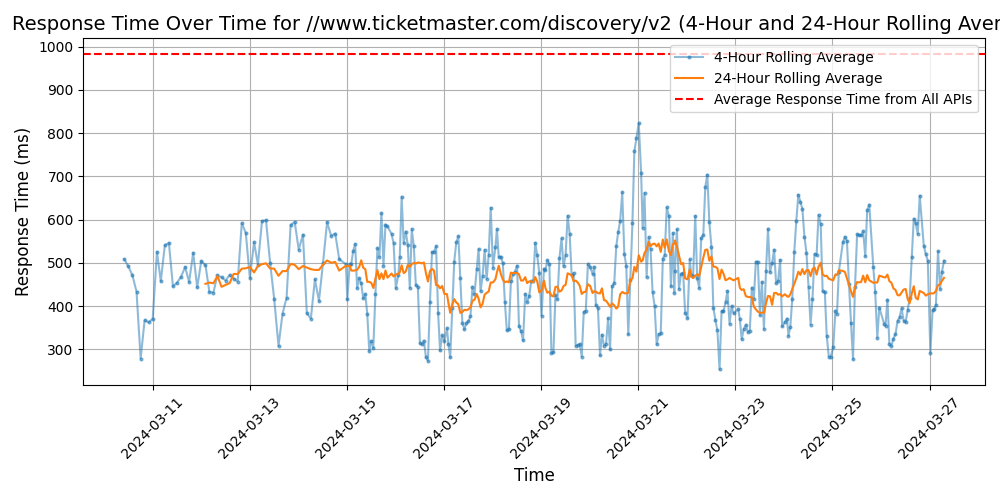 Response Time Over Time for //www.ticketmaster.com/discovery/v2 (4-Hour and 24-Hour Rolling Aver
1000
900
800
700
600
500
400
300
Response Time (ms)
4-Hour Rolling Average
24-Hour Rolling Average
Average Response Time from All APIs
2024-03-11
2024-03-13
2024-03-15
2024-03-17
2024-03-19
2024-03-21
2024-03-23
2024-03-25
2024-03-27
Time